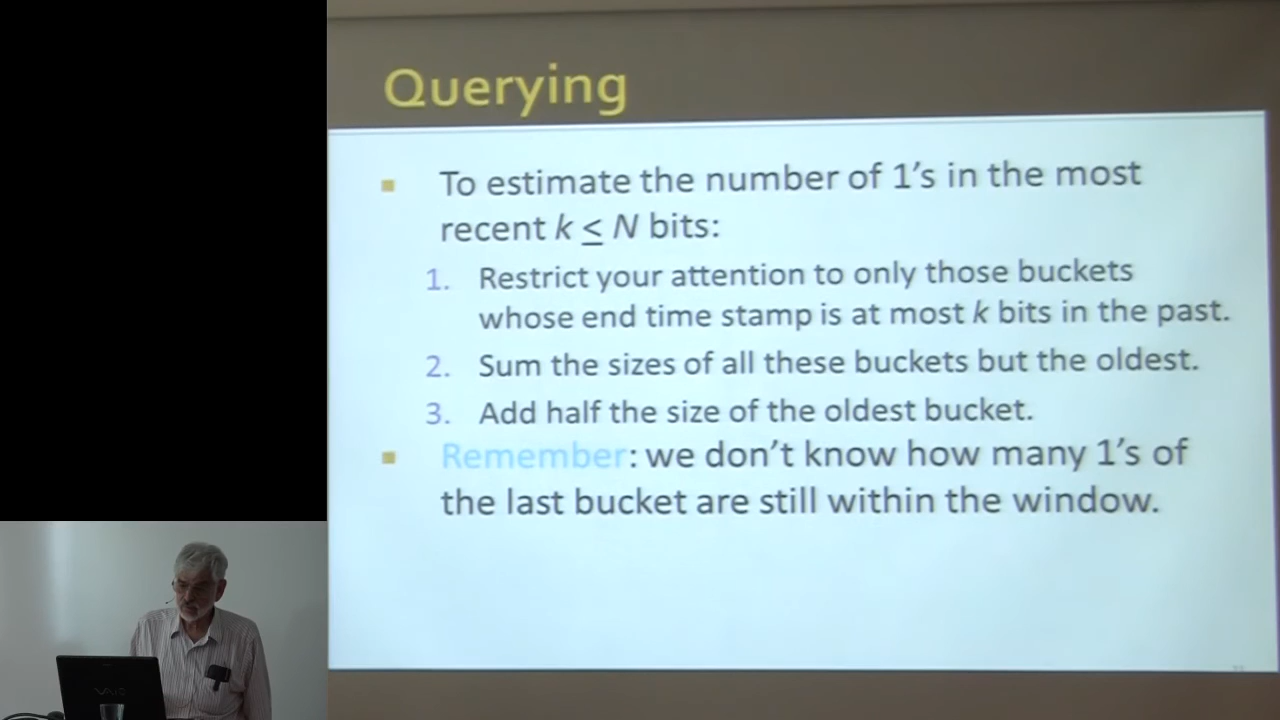 Querying
To estimate the number of 1's in the most
recent k ≤ N bits:
1. Restrict your attention to only those buckets
whose end time stamp is at most k bits in the past.
2. Sum the sizes of all these buckets but the oldest.
3. Add half the size of the oldest bucket.
Remember: we don't know how many 1's of
the last bucket are still within the window.
VAIO